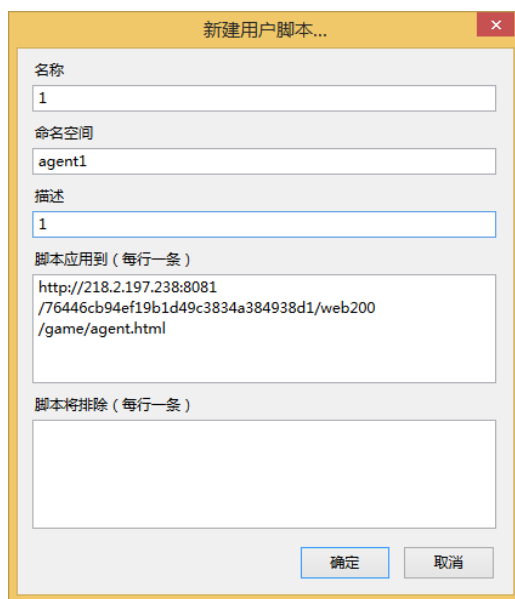 新建用户脚本...
名称
1
命名空间
agent1
描述
1
脚本应用到（每行一条）
http://218.2.197.238:8081
/76446cb94ef19b1d49c3834a384938d1/web200
/game/agent.html
脚本将排除（每行一条）
确定
取消